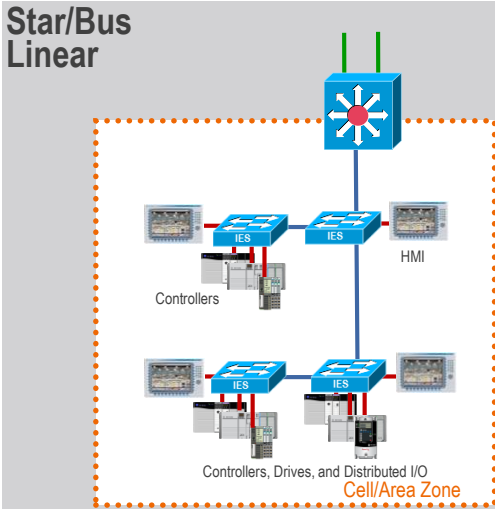 Star/Bus
Linear
IES
IES
HMI
Controllers
IES
IES
Controllers, Drives, and Distributed I/O
Cell/Area Zone